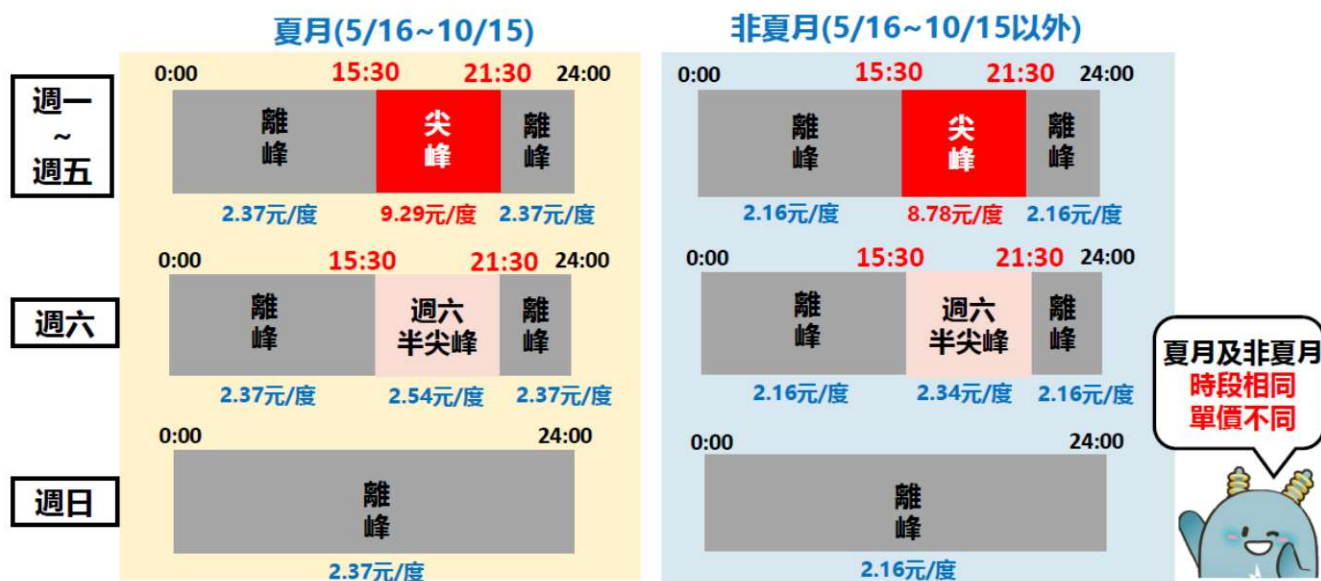 夏月(5/16~10/15)
非夏月(5/16~10/15以外)
週一
~
週五
0:00 15:30 21:30 24:00
離峰 尖峰 離峰
2.37元/度 9.29元/度 2.37元/度
0:00 15:30 21:30 24:00
離峰 尖峰 離峰
2.16元/度 8.78元/度 2.16元/度
週六
0:00 15:30 21:30 24:00
離峰 週六 離峰
半尖峰
2.37元/度 2.54元/度 2.37元/度
0:00 15:30 21:30 24:00
離峰 週六 離峰
半尖峰
2.16元/度 2.34元/度 2.16元/度
週日
0:00 24:00
離峰
2.37元/度
0:00 24:00
離峰
2.16元/度
夏月及非夏月
時段相同
單價不同